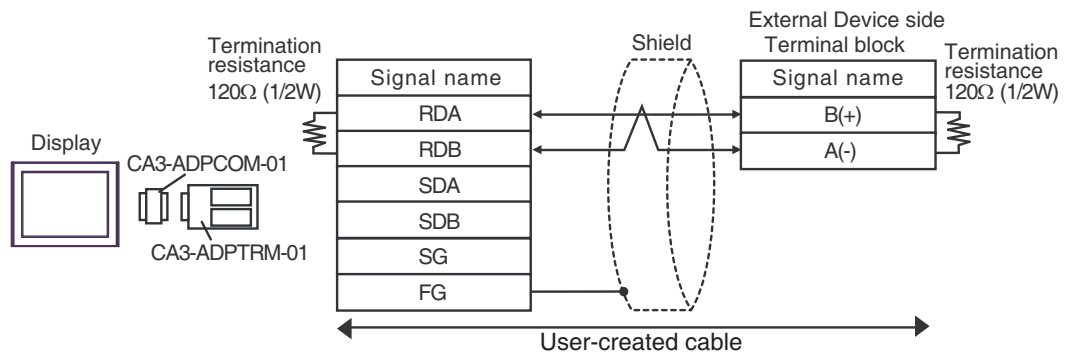 External Device side
Terminal block
Shield
Termination
resistance
120Ω (1/2W)
Termination
resistance
120Ω (1/2W)
Signal name
RDA
RDB
SDA
SDB
SG
FG
Signal name
B(+)
A(-)
Display
CA3-ADPCOM-01
CA3-ADPTRM-01
User-created cable